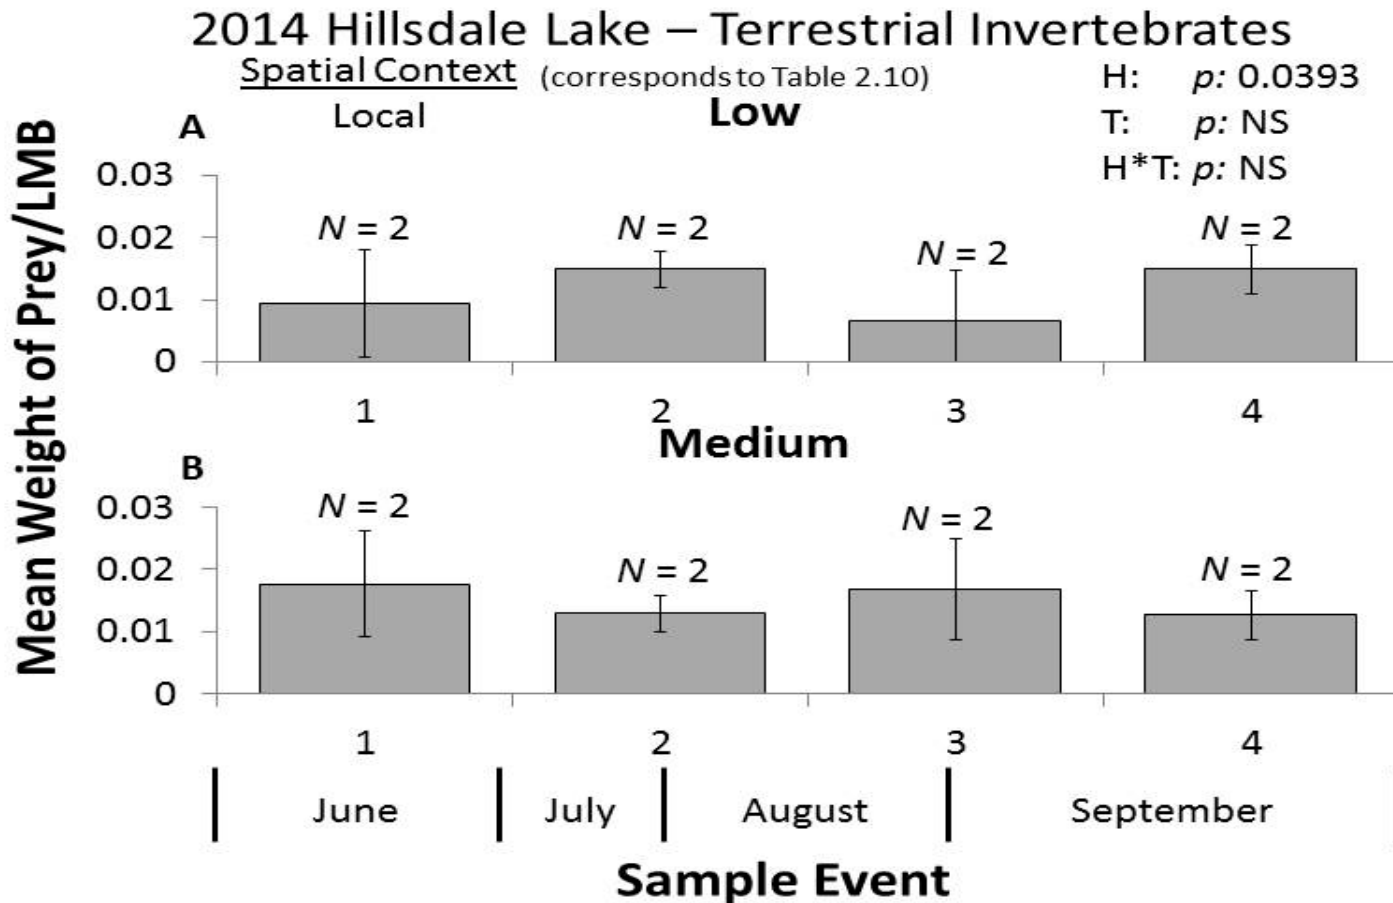 2014 Hillsdale Lake – Terrestrial Invertebrates
Spatial Context (corresponds to Table 2.10)
H: p: 0.0393
Local
Low
T: p: NS
H*T: p: NS
A
Mean Weight of Prey/LMB
0.03
0.02
0.01
0
N = 2
N = 2
N = 2
N = 2
1 2 3 4
Medium
B
0.03
0.02
0.01
0
N = 2
N = 2
N = 2
N = 2
1 2 3 4
June July August September
Sample Event